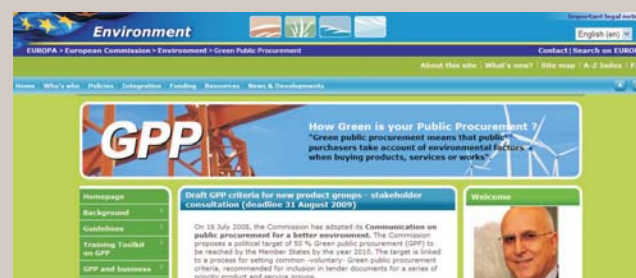 Important legal notice
Environment
English (en)
EUROPA > European Commission > Environment > Green Public Procurement
Contact | Search on EURO
About this site | What's new? | Site map | A-Z Index | F
Home Who's who Policies Integration Funding Resources News & Developments
GPP
How Green is your Public Procurement ?
"Green public procurement means that public
purchasers take account of environmental factors
when buying products, services or works"
Homepage
Background
Guidelines
Training Toolkit
on GPP
GPP and business
Draft GPP criteria for new product groups - stakeholder
consultation (deadline 31 August 2009)
On 16 July 2008, the Commission has adopted its Communication on
public procurement for a better environment. The Commission
proposes a political target of 50 % Green public procurement (GPP) to
be reached by the Member States by the year 2010. The target is linked
to a process for setting common -voluntary- Green public procurement
criteria, recommended for inclusion in tender documents for a series of
priority product and service groups.
Welcome